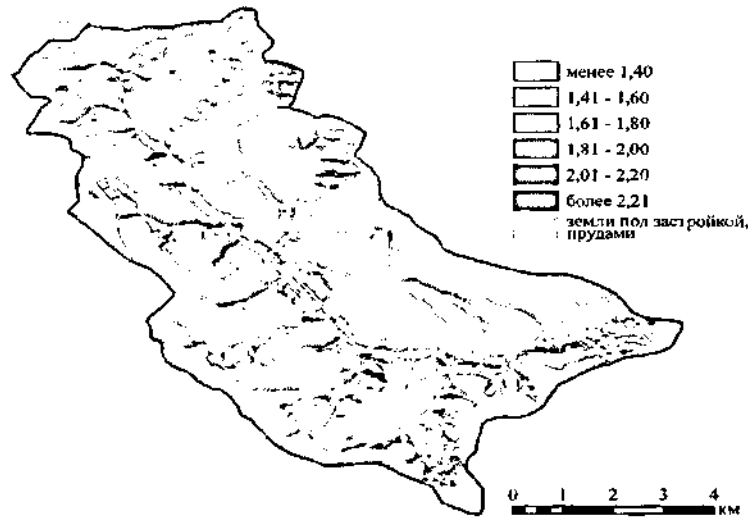 менее 1,40
1,41 - 1,60
1,61 - 1,80
1,81 - 2,00
2,01 - 2,20
более 2,21
земли под застройкой,
прудами
0 1 2 3 4
км